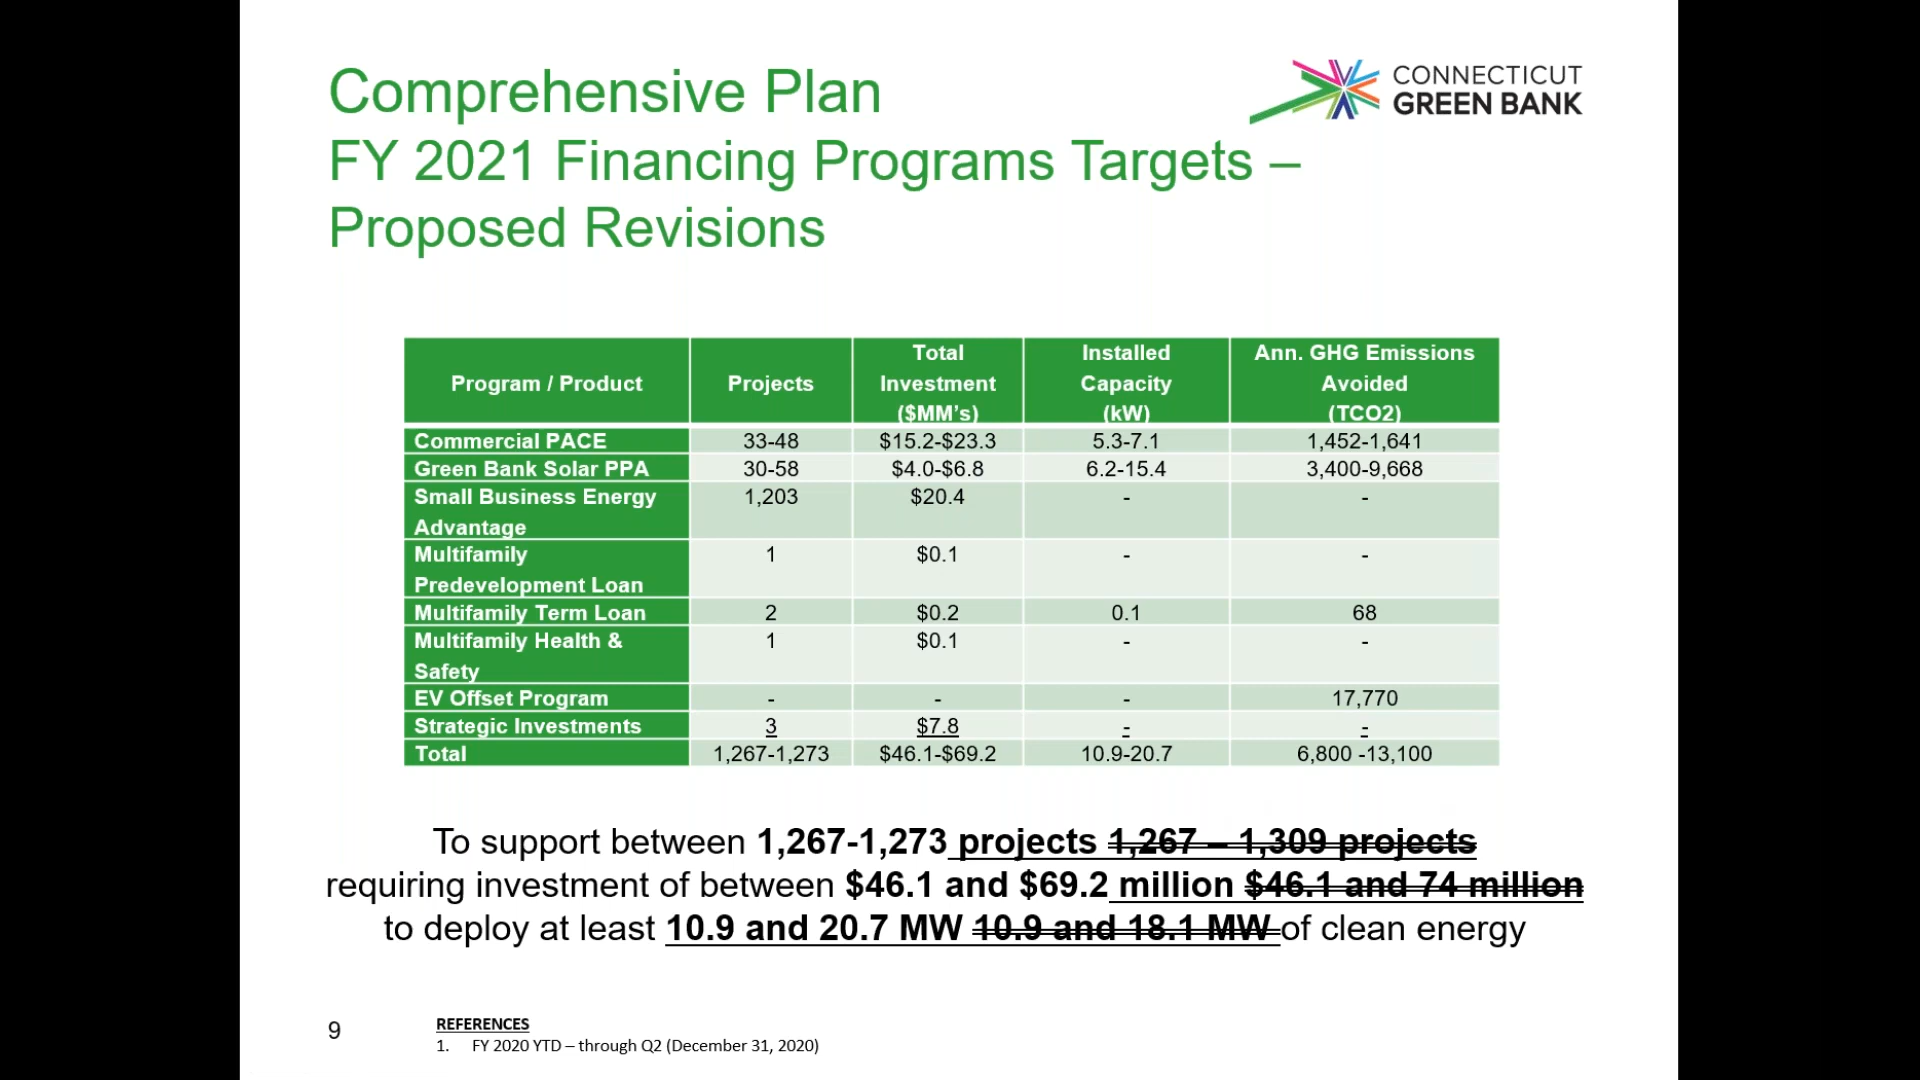 Comprehensive Plan
FY 2021 Financing Programs Targets –
Proposed Revisions
CONNECTICUT
GREEN BANK
Program / Product Projects Total Investment ($MM's) Installed Capacity (kW) Ann. GHG Emissions Avoided (TCO2)
Commercial PACE 33-48 $15.2-$23.3 5.3-7.1 1,452-1,641
Green Bank Solar PPA 30-58 $4.0-$6.8 6.2-15.4 3,400-9,668
Small Business Energy Advantage 1,203 $20.4 - -
Multifamily Predevelopment Loan 1 $0.1 - -
Multifamily Term Loan 2 $0.2 0.1 68
Multifamily Health & Safety 1 $0.1 - -
EV Offset Program - - - 17,770
Strategic Investments 3 $7.8 - -
Total 1,267-1,273 $46.1-$69.2 10.9-20.7 6,800 -13,100
To support between 1,267-1,273 projects 1,267 – 1,309 projects
requiring investment of between $46.1 and $69.2 million $46.1 and 74 million
to deploy at least 10.9 and 20.7 MW 10.9 and 18.1 MW of clean energy
9
REFERENCES
1. FY 2020 YTD – through Q2 (December 31, 2020)